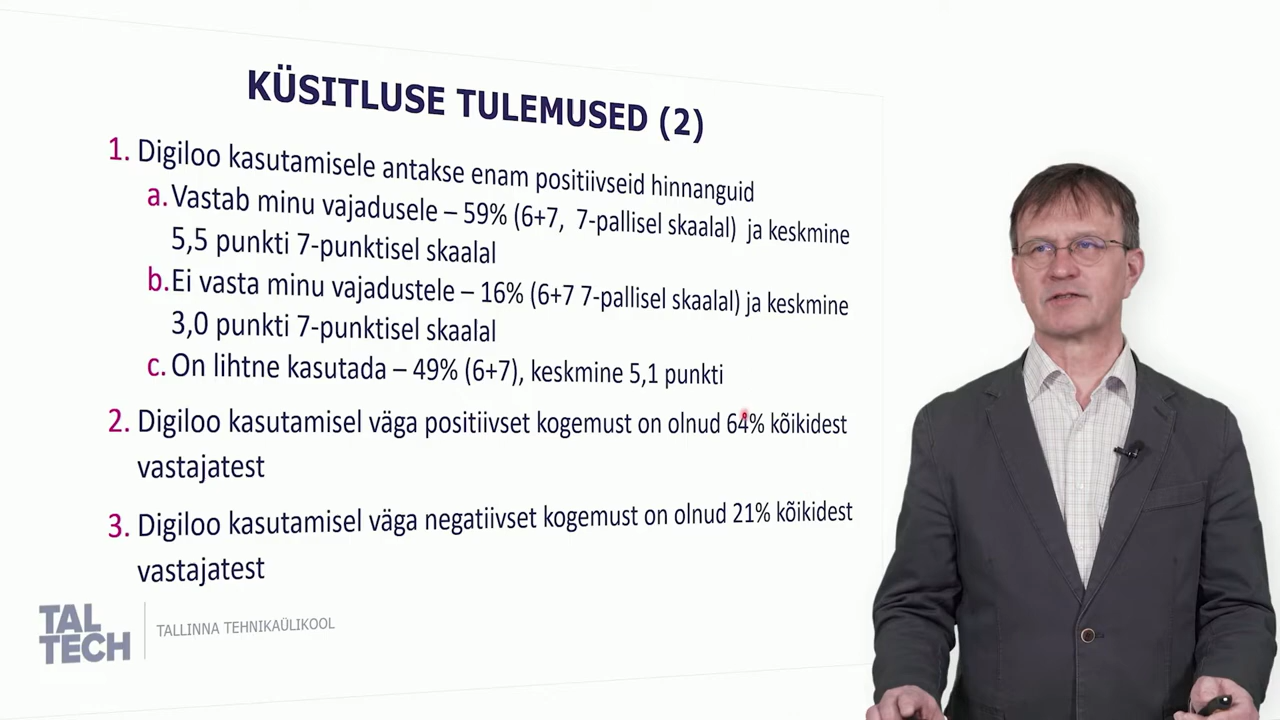 KÜSITLUSE TULEMUSED (2)
1. Digiloo kasutamisele antakse enam positiivseid hinnanguid
a. Vastab minu vajadusele – 59% (6+7, 7-pallisel skaalal) ja keskmine
5,5 punkti 7-punktisel skaalal
b. Ei vasta minu vajadustele – 16% (6+7 7-pallisel skaalal) ja keskmine
3,0 punkti 7-punktisel skaalal
c. On lihtne kasutada – 49% (6+7), keskmine 5,1 punkti
2. Digiloo kasutamisel väga positiivset kogemust on olnud 64% kõikidest
vastajatest
3. Digiloo kasutamisel väga negatiivset kogemust on olnud 21% kõikidest
vastajatest
TAL
TECH
TALLINNA TEHNIKAÜLIKOOL